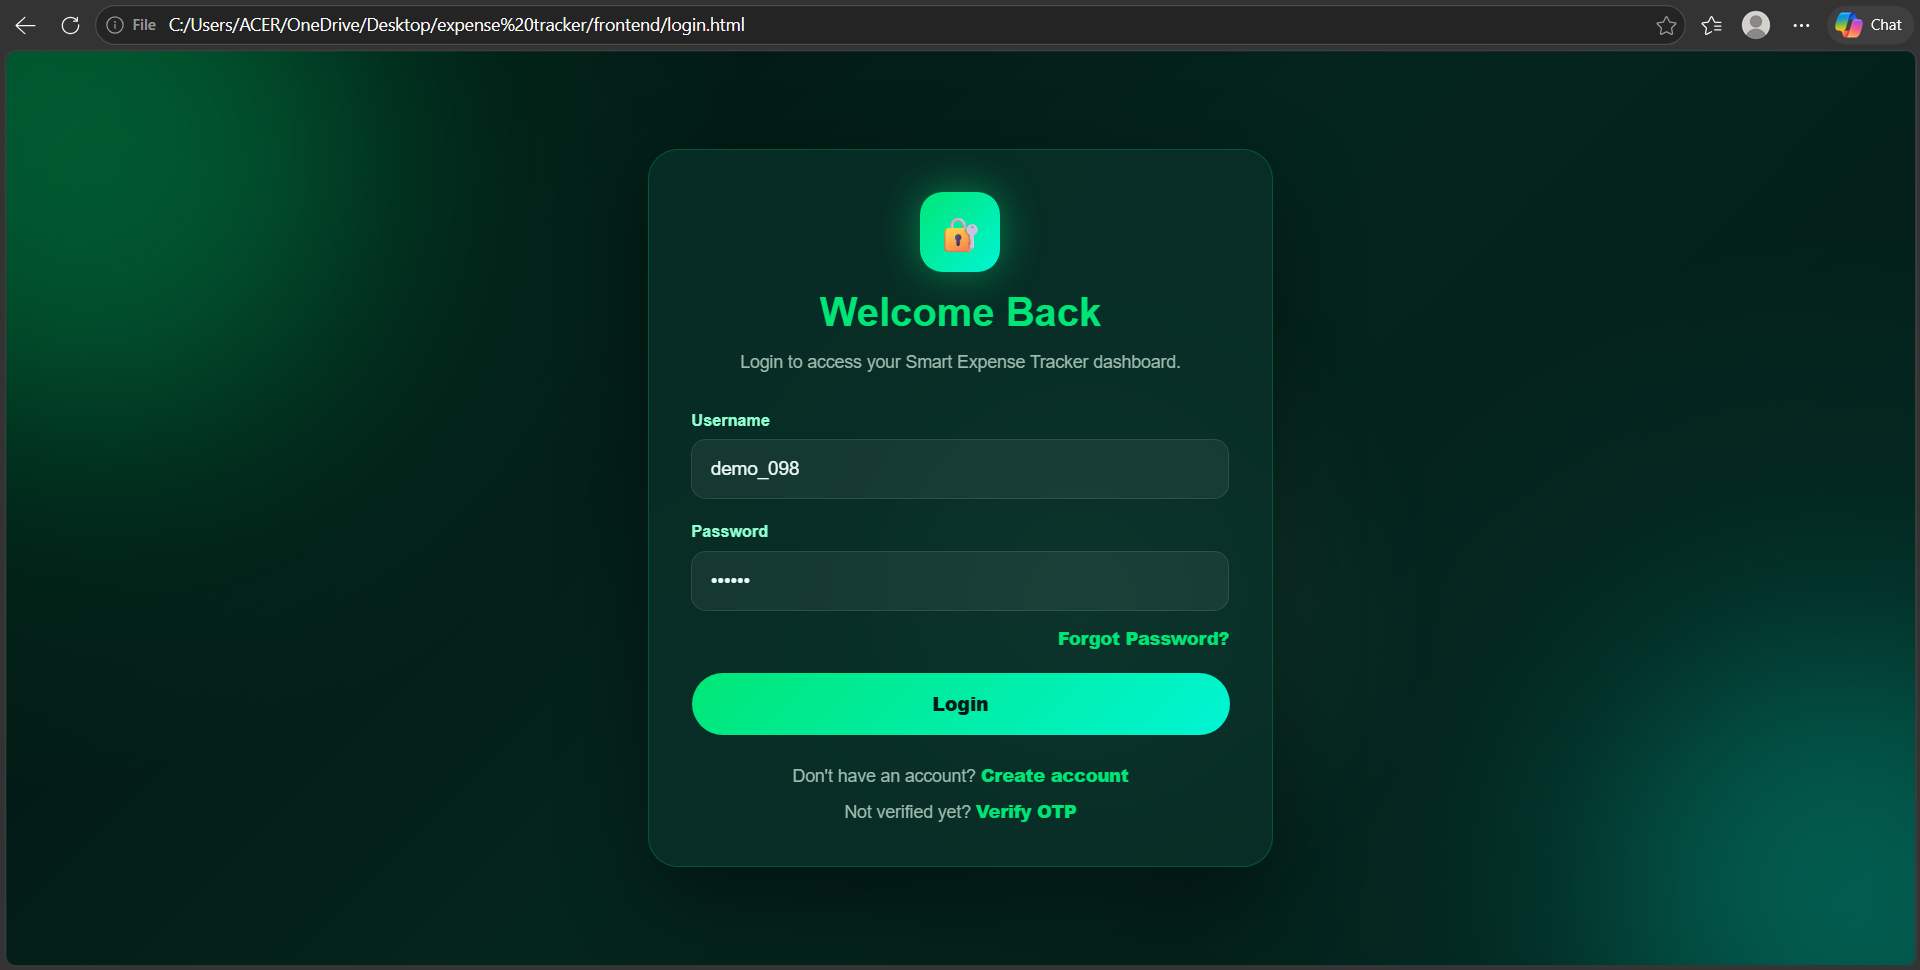 File C:/Users/ACER/OneDrive/Desktop/expense%20tracker/frontend/login.html
Chat
Welcome Back
Login to access your Smart Expense Tracker dashboard.
Username
demo_098
Password
••••••
Forgot Password?
Login
Don't have an account? Create account
Not verified yet? Verify OTP